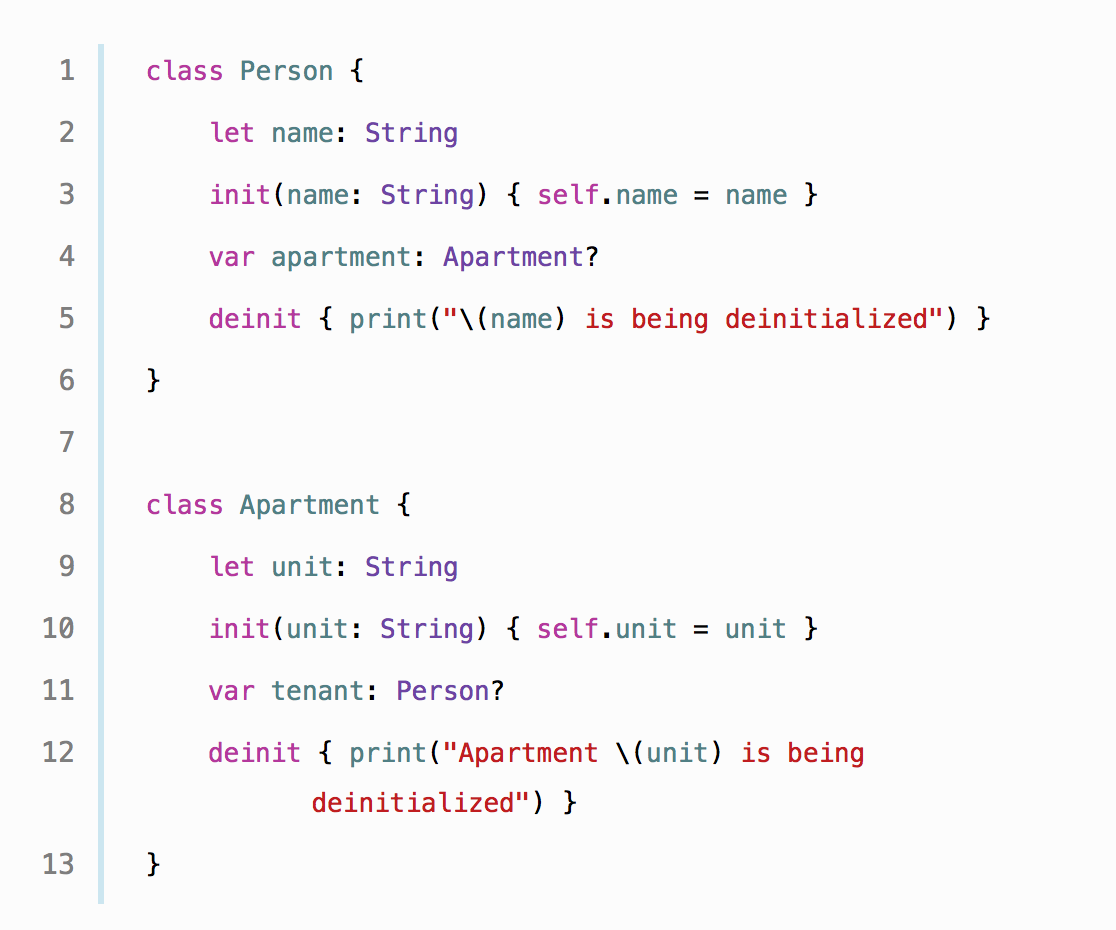 1 class Person {
2     let name: String
3     init(name: String) { self.name = name }
4     var apartment: Apartment?
5     deinit { print("\(name) is being deinitialized") }
6 }
7
8 class Apartment {
9     let unit: String
10     init(unit: String) { self.unit = unit }
11     var tenant: Person?
12     deinit { print("Apartment \(unit) is being
deinitialized") }
13 }